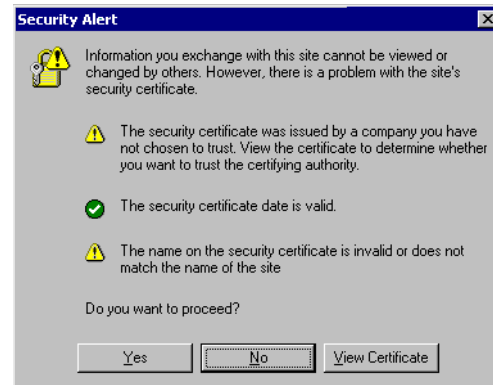 Security Alert
Information you exchange with this site cannot be viewed or
changed by others. However, there is a problem with the site's
security certificate.
The security certificate was issued by a company you have
not chosen to trust. View the certificate to determine whether
you want to trust the certifying authority.
The security certificate date is valid.
The name on the security certificate is invalid or does not
match the name of the site
Do you want to proceed?
Yes No View Certificate